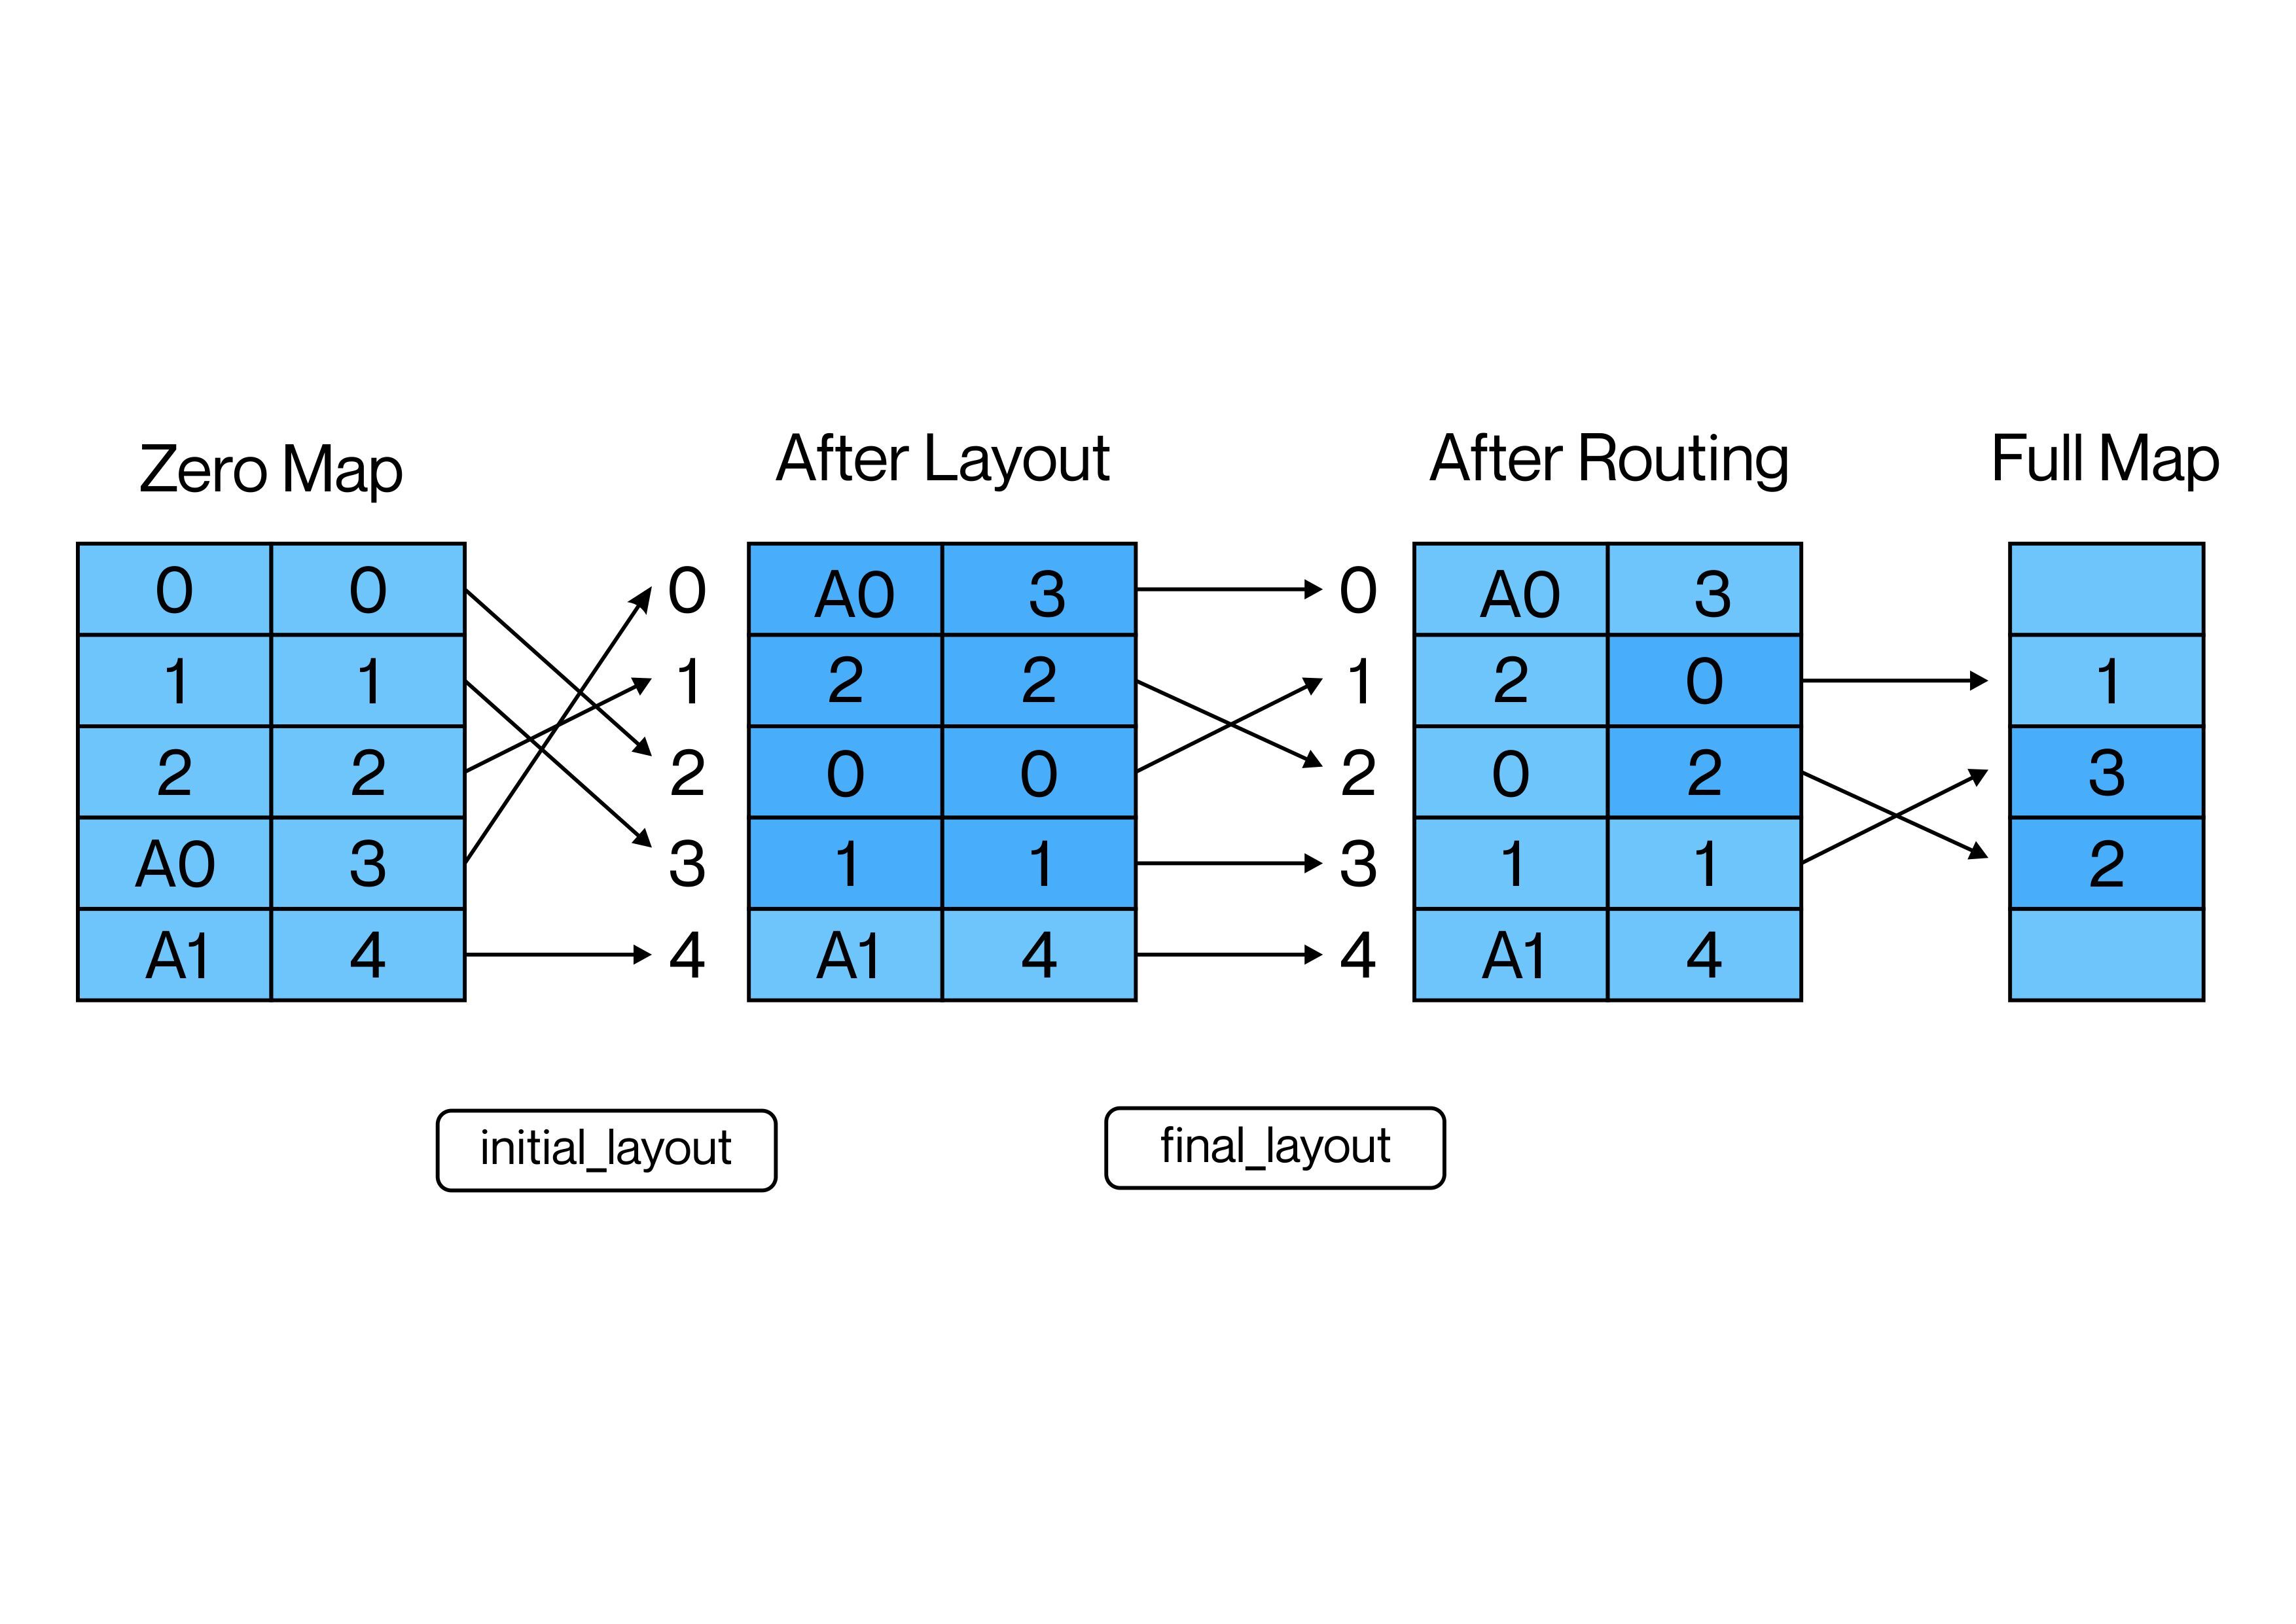 Zero Map After Layout After Routing Full Map
0 0 0 A0 3 0 A0 3
1 1 1 2 2 1 2 0 1
2 2 2 0 0 2 0 2 3
A0 3 3 1 1 3 1 1 2
A1 4 4 A1 4 4 A1 4
initial_layout final_layout